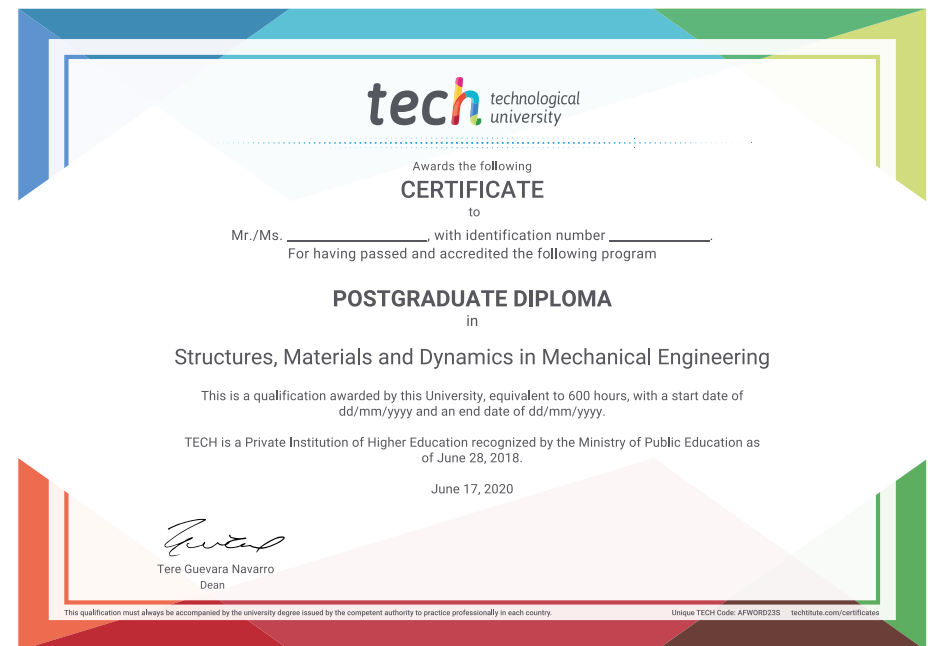 tech technological
university
Awards the following
CERTIFICATE
to
Mr./Ms. ____________________, with identification number ______________.
For having passed and accredited the following program
POSTGRADUATE DIPLOMA
in
Structures, Materials and Dynamics in Mechanical Engineering
This is a qualification awarded by this University, equivalent to 600 hours, with a start date of
dd/mm/yyyy and an end date of dd/mm/yyyy.
TECH is a Private Institution of Higher Education recognized by the Ministry of Public Education as
of June 28, 2018.
June 17, 2020
Tere Guevara Navarro
Dean
This qualification must always be accompanied by the university degree issued by the competent authority to practice professionally in each country. Unique TECH Code: AFWORD23S techtitute.com/certificates